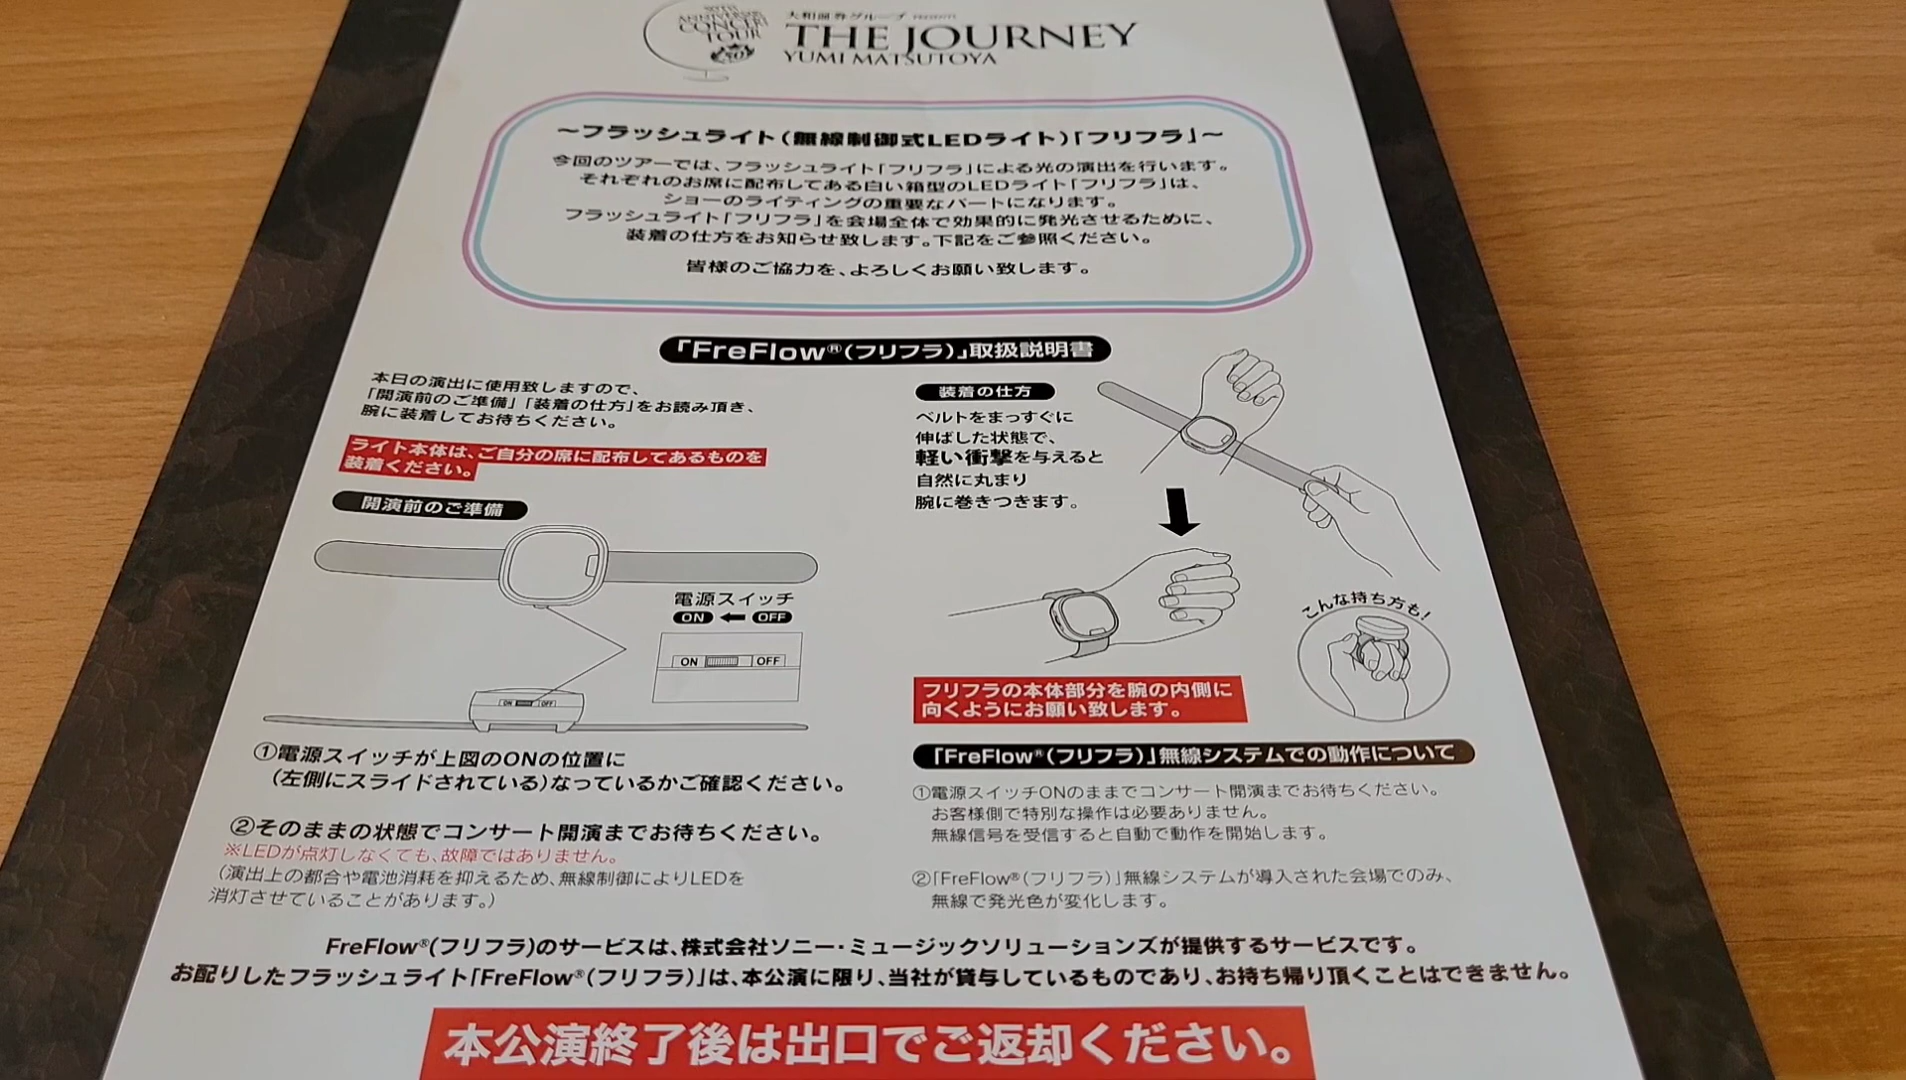 50TH
ANNIVERSARY
CONCERT
TOUR
50
大和証券グループ PRESENTS
THE JOURNEY
YUMI MATSUTOYA
～フラッシュライト(無線制御式LEDライト)「フリフラ」～
今回のツアーでは、フラッシュライト「フリフラ」による光の演出を行います。
それぞれのお席に配布してある白い箱型のLEDライト「フリフラ」は、
ショーのライティングの重要なパートになります。
フラッシュライト「フリフラ」を会場全体で効果的に発光させるために、
装着の仕方をお知らせ致します。下記をご参照ください。
皆様のご協力を、よろしくお願い致します。
「FreFlow®(フリフラ)」取扱説明書
本日の演出に使用致しますので、
「開演前のご準備」「装着の仕方」をお読み頂き、
腕に装着してお待ちください。
ライト本体は、ご自分の席に配布してあるものを
装着ください。
開演前のご準備
電源スイッチ
ON ← OFF
ON OFF
ON OFF
①電源スイッチが上図のONの位置に
(左側にスライドされている)なっているかご確認ください。
②そのままの状態でコンサート開演までお待ちください。
※LEDが点灯しなくても、故障ではありません。
(演出上の都合や電池消耗を抑えるため、無線制御によりLEDを
消灯させていることがあります。)
装着の仕方
ベルトをまっすぐに
伸ばした状態で、
軽い衝撃を与えると
自然に丸まり
腕に巻きつきます。
こんな持ち方も!
フリフラの本体部分を腕の内側に
向くようにお願い致します。
「FreFlow®(フリフラ)」無線システムでの動作について
①電源スイッチONのままでコンサート開演までお待ちください。
お客様側で特別な操作は必要ありません。
無線信号を受信すると自動で動作を開始します。
②「FreFlow®(フリフラ)」無線システムが導入された会場でのみ、
無線で発光色が変化します。
FreFlow®(フリフラ)のサービスは、株式会社ソニー・ミュージックソリューションズが提供するサービスです。
お配りしたフラッシュライト「FreFlow®(フリフラ)」は、本公演に限り、当社が貸与しているものであり、お持ち帰り頂くことはできません。
本公演終了後は出口でご返却ください。